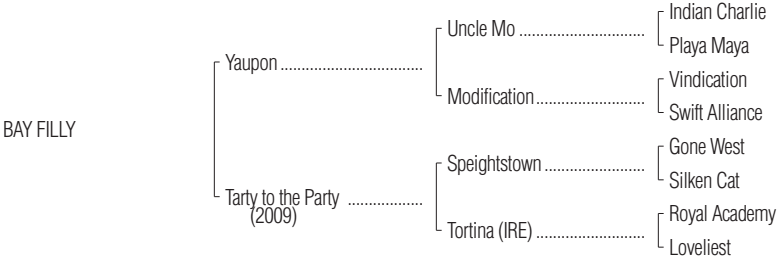 Indian Charlie
Uncle Mo ..............................
Playa Maya
Yaupon ..................................
Vindication
Modification ..........................
Swift Alliance
BAY FILLY
Gone West
Speightstown ........................
Silken Cat
Tarty to the Party ..................
(2009)
Royal Academy
Tortina (IRE) ..........................
Loveliest